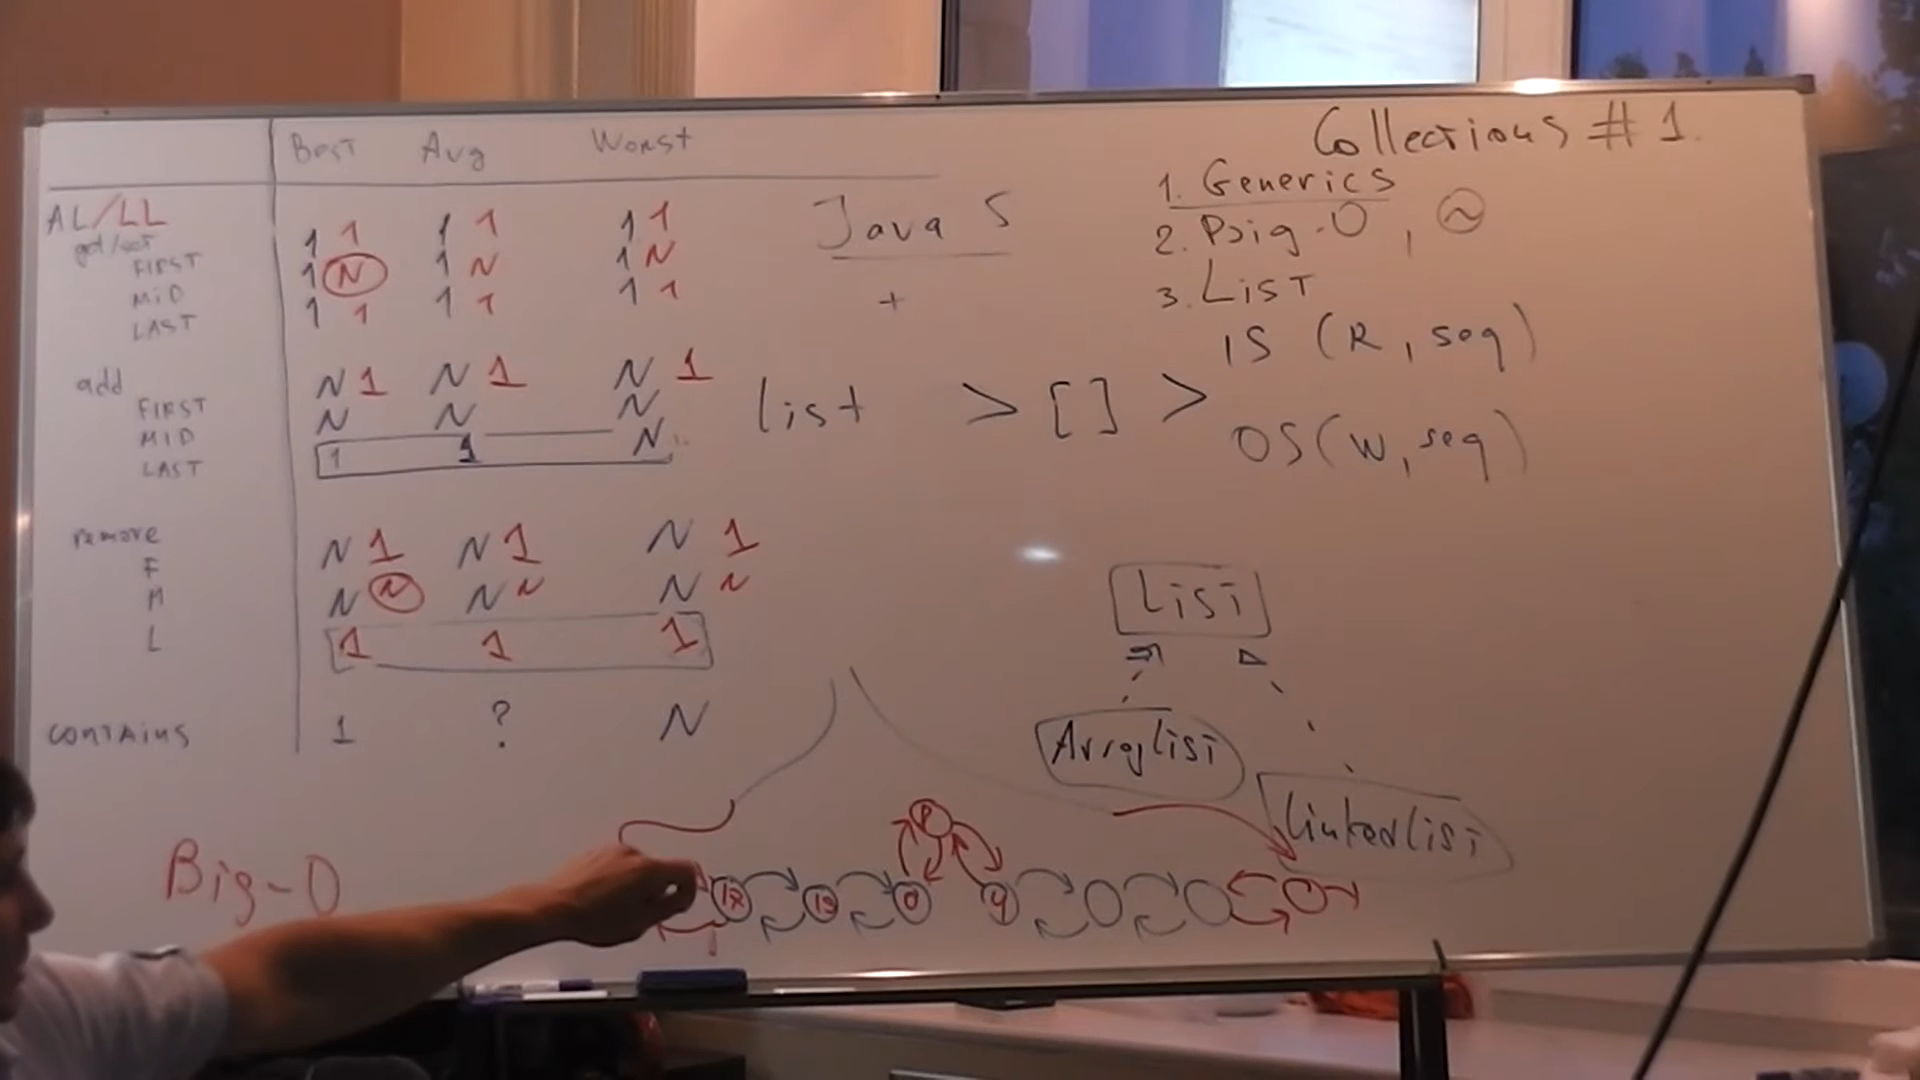 Best Avg Worst
AL/LL
get/set
1 1 1 1 1 1
FIRST
1 N 1 N 1 N
MID
1 1 1 1 1 1
LAST
add
N 1 N 1 N 1
FIRST
N N N
MID
1 1 N
LAST
remove
N 1 N 1 N 1
F
N N N N N N
M
1 1 1
L
contains 1 ? N
Big-O
Java 5
+
list > [] >
Collections #1.
1. Generics
2. Big-O, ~
3. List
IS (R, seq)
OS (W, seq)
List
ArrayList
LinkedList